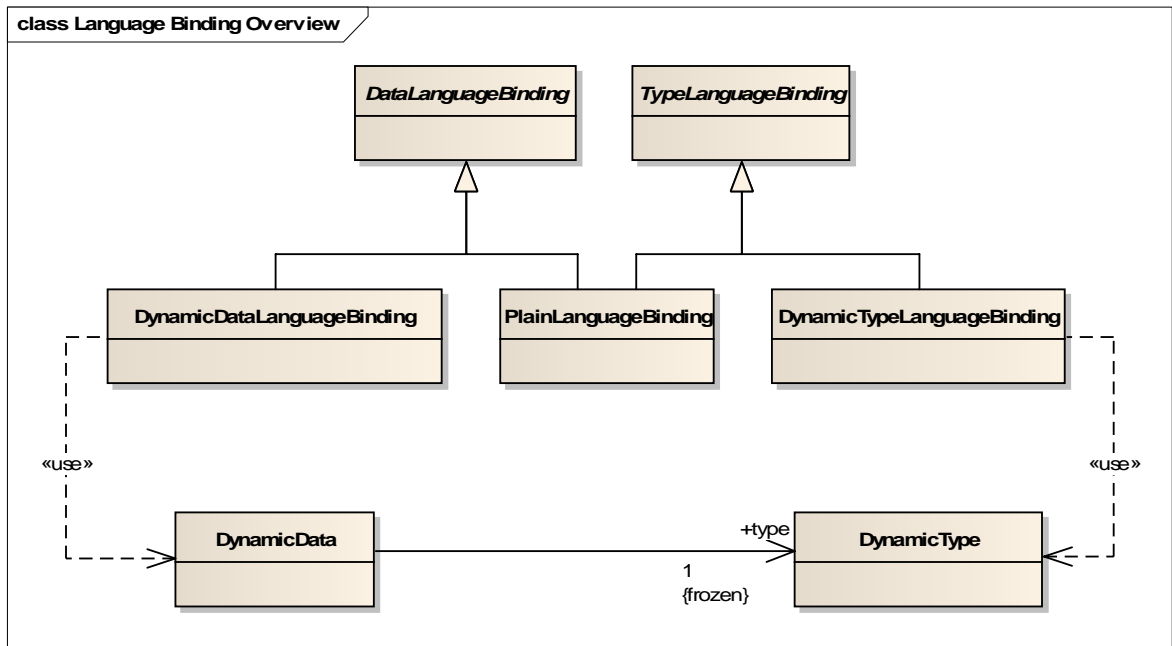 class Language Binding Overview
DataLanguageBinding
TypeLanguageBinding
DynamicDataLanguageBinding
PlainLanguageBinding
DynamicTypeLanguageBinding
«use»
«use»
DynamicData
+type
DynamicType
1
{frozen}